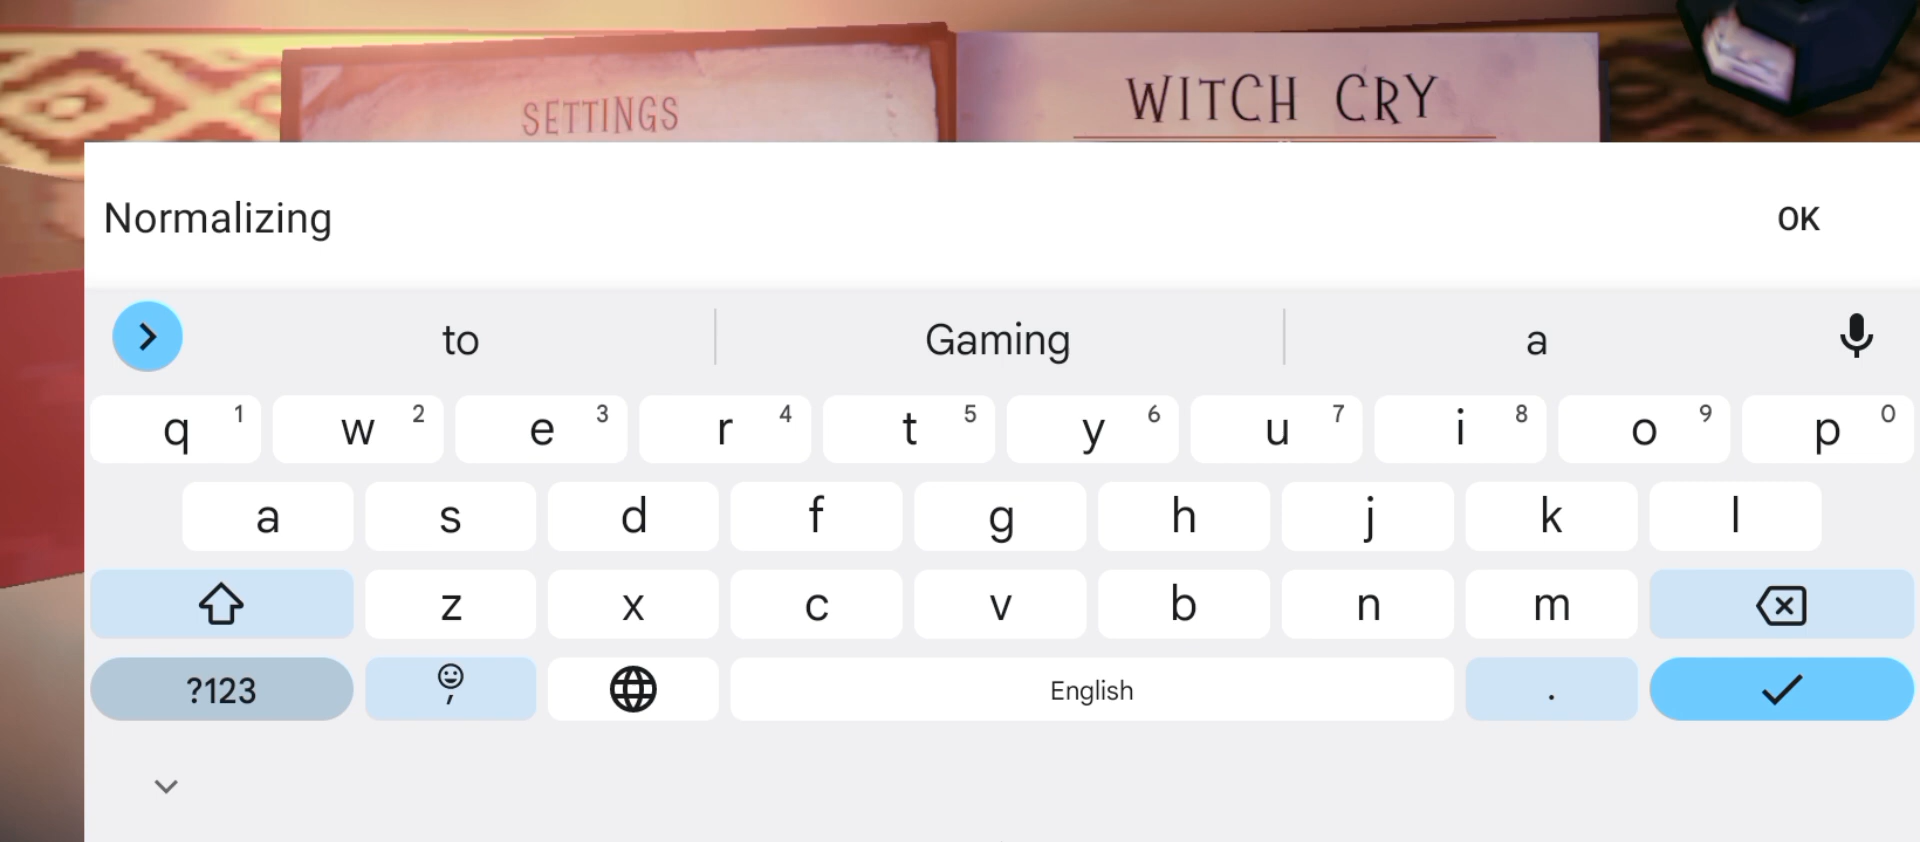 SETTINGS
WITCH CRY
Normalizing
OK
to
Gaming
a
q 1 w 2 e 3 r 4 t 5 y 6 u 7 i 8 o 9 p 0
a s d f g h j k l
z x c v b n m
?123 , English .